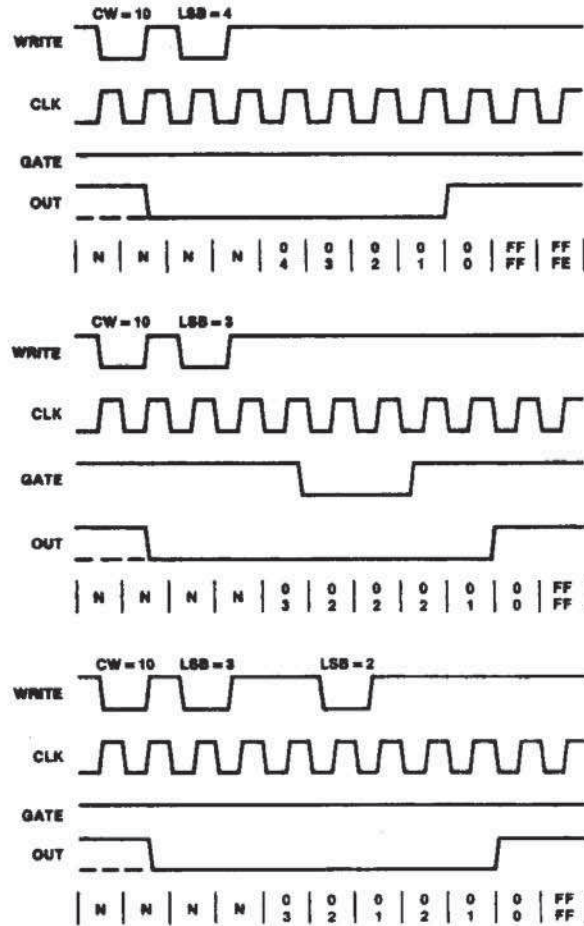 CW = 10 LSB = 4
WRITE
CLK
GATE
OUT
| N | N | N | N | 0 4 | 0 3 | 0 2 | 0 1 | 0 0 | FF FF | FF FE |
CW = 10 LSB = 3
WRITE
CLK
GATE
OUT
| N | N | N | N | 0 3 | 0 2 | 0 2 | 0 2 | 0 1 | 0 0 | FF FF |
CW = 10 LSB = 3 LSB = 2
WRITE
CLK
GATE
OUT
| N | N | N | N | 0 3 | 0 2 | 0 1 | 0 2 | 0 1 | 0 0 | FF FF |